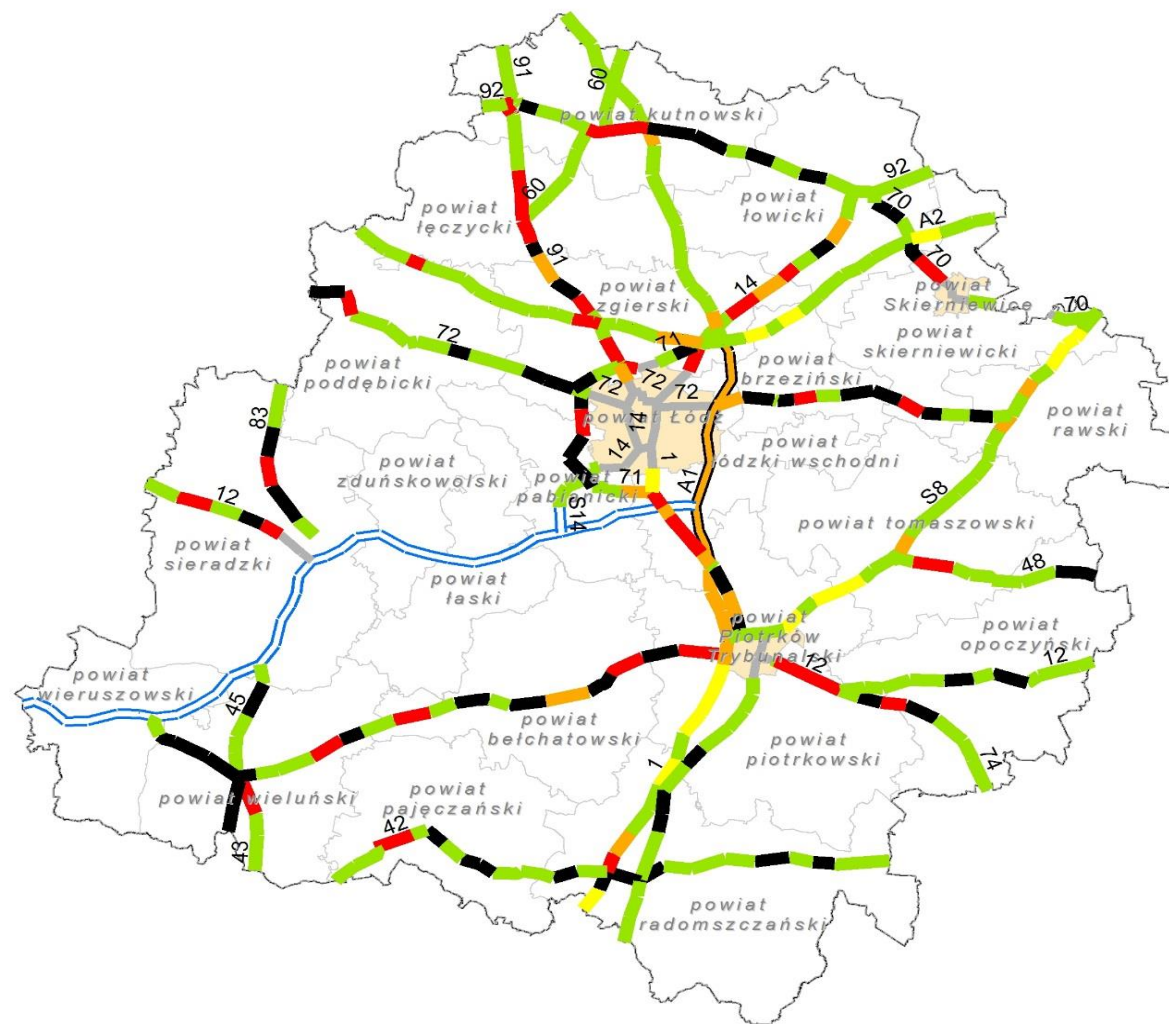 91
92
60
powiat kutnowski
92
70
60
powiat
łowicki
A2
powiat
łęczycki
70
91
14
powiat
Skierniewice
powiat
zgierski
70
71
powiat
skierniewicki
72
powiat
poddębicki
powiat
brzeziński
72
72
72
powiat Łódź
14
83
14
powiat
rawski
1
powiat
łódzki wschodni
powiat
zduńskowolski
71
powiat
pabianicki
A1
S8
12
S14
powiat tomaszowski
powiat
sieradzki
48
powiat
łaski
powiat
Piotrków
Trybunalski
powiat
opoczyński
12
12
powiat
wieruszowski
45
powiat
bełchatowski
powiat
piotrkowski
74
1
powiat wieluński
powiat
pajęczański
42
43
powiat
radomszczański